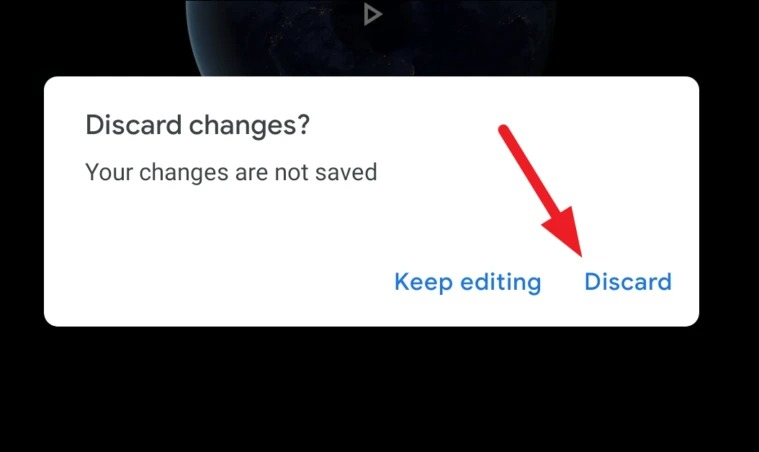 Discard changes?
Your changes are not saved
Keep editing Discard